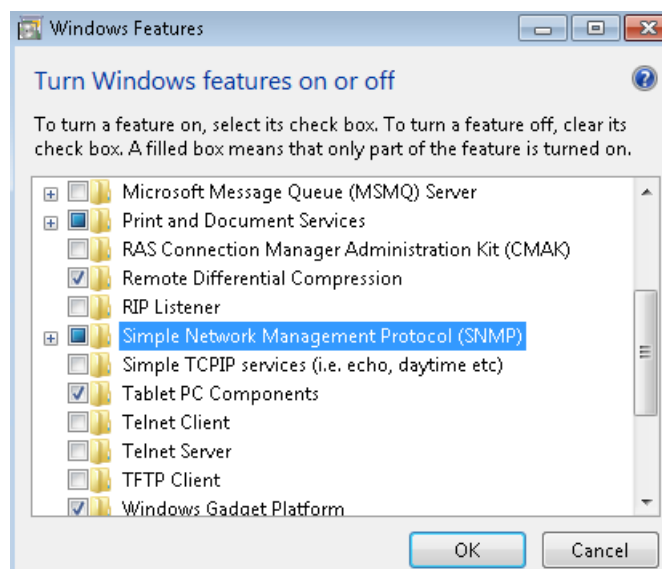 Windows Features
Turn Windows features on or off
To turn a feature on, select its check box. To turn a feature off, clear its
check box. A filled box means that only part of the feature is turned on.
Microsoft Message Queue (MSMQ) Server
Print and Document Services
RAS Connection Manager Administration Kit (CMAK)
Remote Differential Compression
RIP Listener
Simple Network Management Protocol (SNMP)
Simple TCPIP services (i.e. echo, daytime etc)
Tablet PC Components
Telnet Client
Telnet Server
TFTP Client
Windows Gadget Platform
OK Cancel